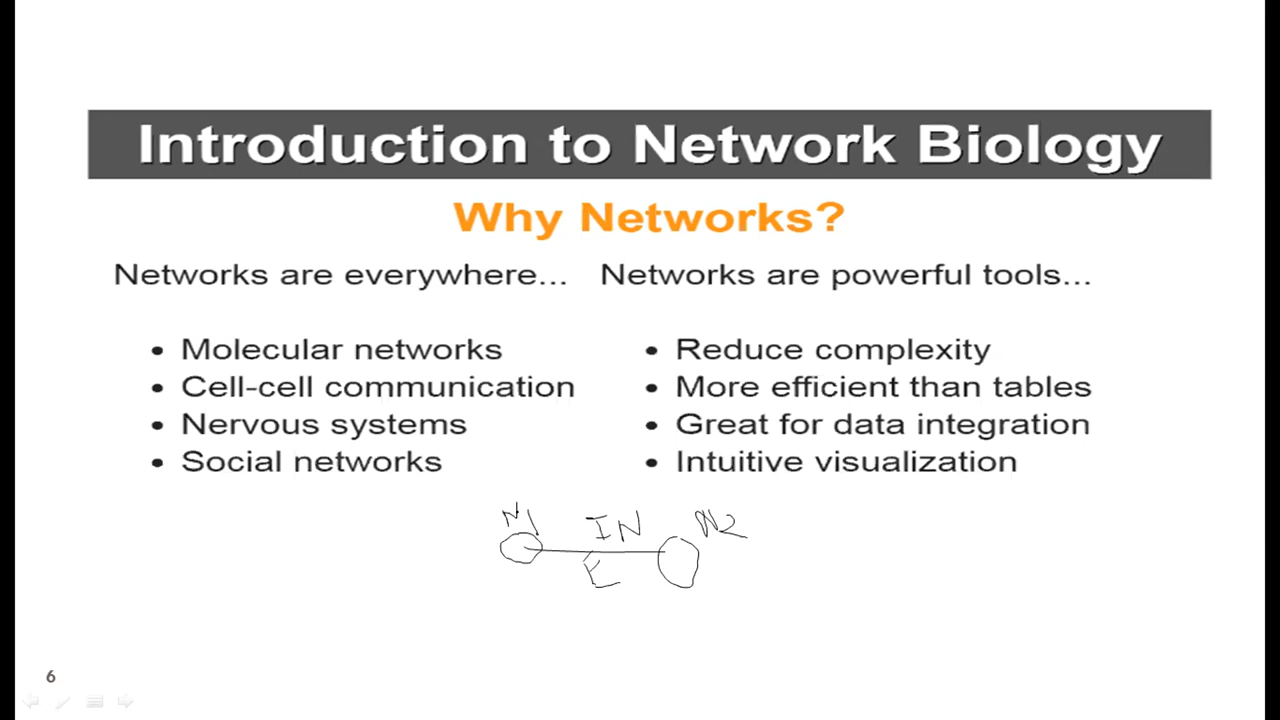 Introduction to Network Biology
Why Networks?
Networks are everywhere...
• Molecular networks
• Cell-cell communication
• Nervous systems
• Social networks
Networks are powerful tools...
• Reduce complexity
• More efficient than tables
• Great for data integration
• Intuitive visualization
N1
IN
N2
E
6